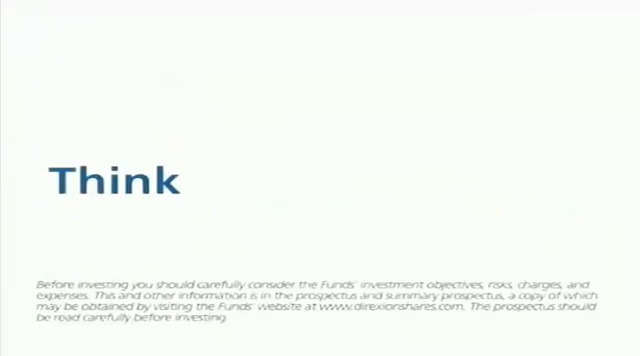 Think
Before investing you should carefully consider the Funds' investment objectives, risks, charges, and
expenses. This and other information is in the prospectus and summary prospectus, a copy of which
may be obtained by visiting the Funds' website at www.direxionshares.com. The prospectus should
be read carefully before investing.